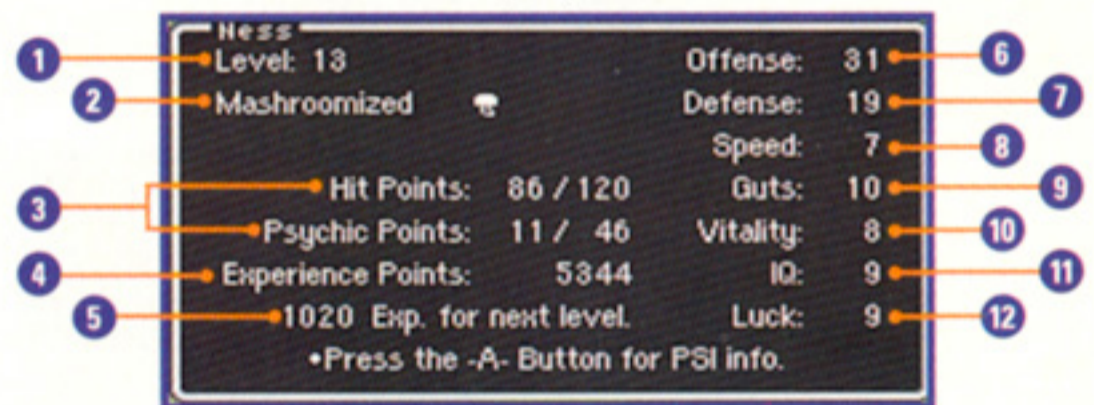 Ness
1 Level: 13 Offense: 31 6
2 Mashroomized Defense: 19 7
Speed: 7 8
3 Hit Points: 86 / 120 Guts: 10 9
Psychic Points: 11 / 46 Vitality: 8 10
4 Experience Points: 5344 IQ: 9 11
5 1020 Exp. for next level. Luck: 9 12
•Press the -A- Button for PSI info.